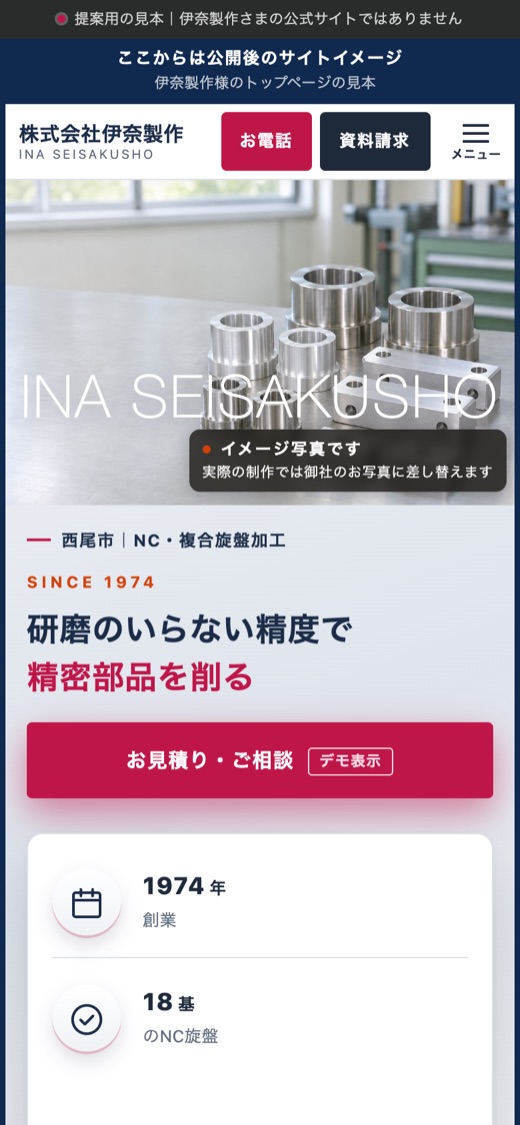 提案用の見本｜伊奈製作さまの公式サイトではありません
ここからは公開後のサイトイメージ
伊奈製作様のトップページの見本
株式会社伊奈製作
INA SEISAKUSHO
お電話
資料請求
メニュー
INA SEISAKUSHO
イメージ写真です
実際の制作では御社のお写真に差し替えます
西尾市｜NC・複合旋盤加工
SINCE 1974
研磨のいらない精度で
精密部品を削る
お見積り・ご相談 デモ表示
1974 年
創業
18 基
のNC旋盤